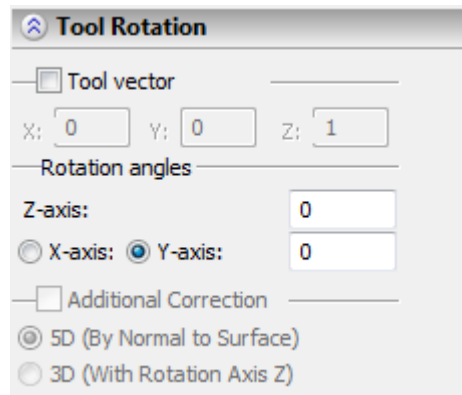 Tool Rotation
Tool vector
X: 0 Y: 0 Z: 1
Rotation angles
Z-axis: 0
X-axis: Y-axis: 0
Additional Correction
5D (By Normal to Surface)
3D (With Rotation Axis Z)